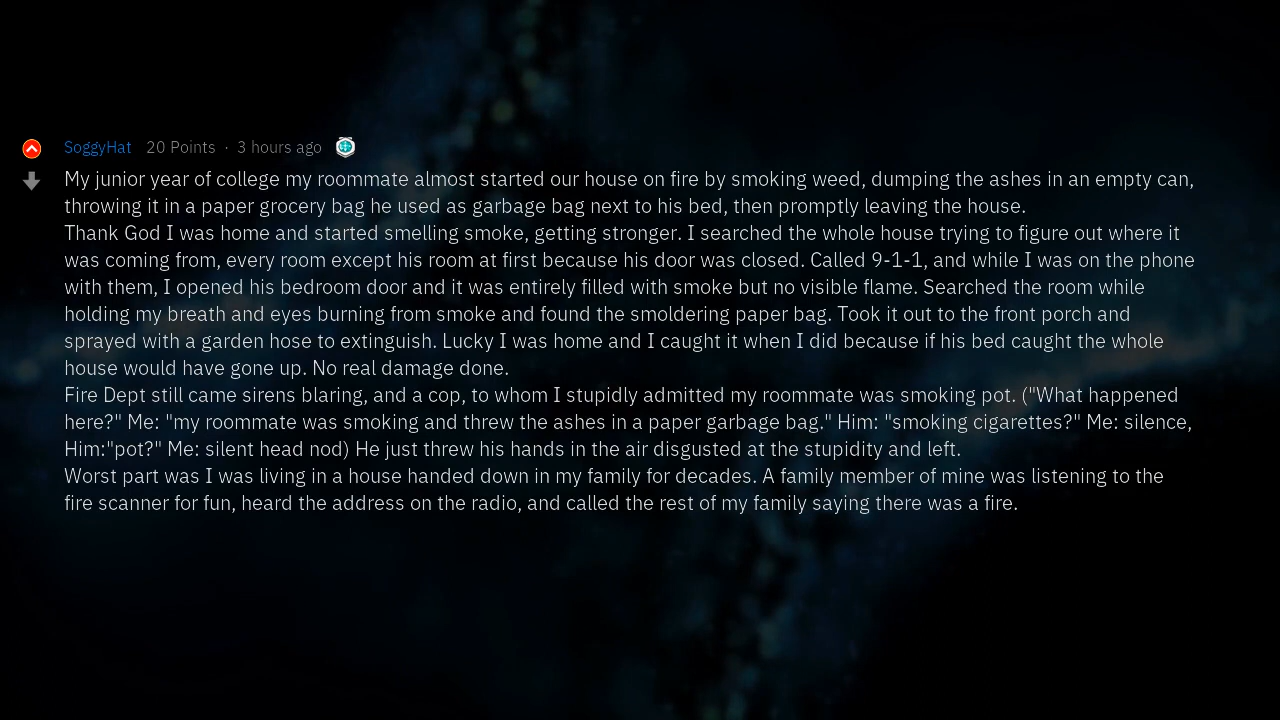 SoggyHat 20 Points · 3 hours ago
My junior year of college my roommate almost started our house on fire by smoking weed, dumping the ashes in an empty can,
throwing it in a paper grocery bag he used as garbage bag next to his bed, then promptly leaving the house.
Thank God I was home and started smelling smoke, getting stronger. I searched the whole house trying to figure out where it
was coming from, every room except his room at first because his door was closed. Called 9-1-1, and while I was on the phone
with them, I opened his bedroom door and it was entirely filled with smoke but no visible flame. Searched the room while
holding my breath and eyes burning from smoke and found the smoldering paper bag. Took it out to the front porch and
sprayed with a garden hose to extinguish. Lucky I was home and I caught it when I did because if his bed caught the whole
house would have gone up. No real damage done.
Fire Dept still came sirens blaring, and a cop, to whom I stupidly admitted my roommate was smoking pot. ("What happened
here?" Me: "my roommate was smoking and threw the ashes in a paper garbage bag." Him: "smoking cigarettes?" Me: silence,
Him:"pot?" Me: silent head nod) He just threw his hands in the air disgusted at the stupidity and left.
Worst part was I was living in a house handed down in my family for decades. A family member of mine was listening to the
fire scanner for fun, heard the address on the radio, and called the rest of my family saying there was a fire.